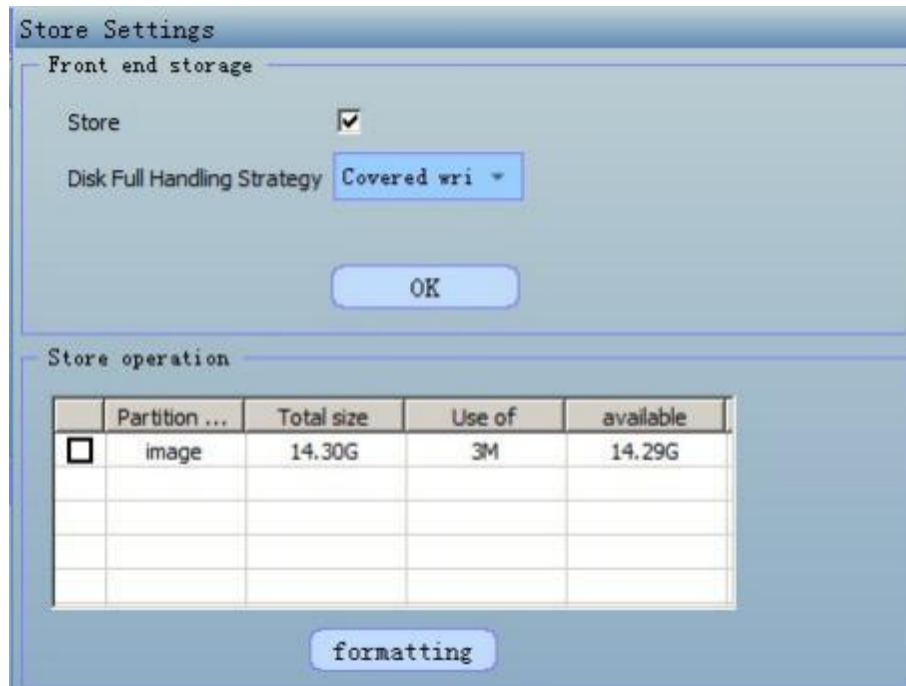 Store Settings
Front end storage
Store
Disk Full Handling Strategy Covered wri
OK
Store operation
Partition ... Total size Use of available
image 14.30G 3M 14.29G
formatting